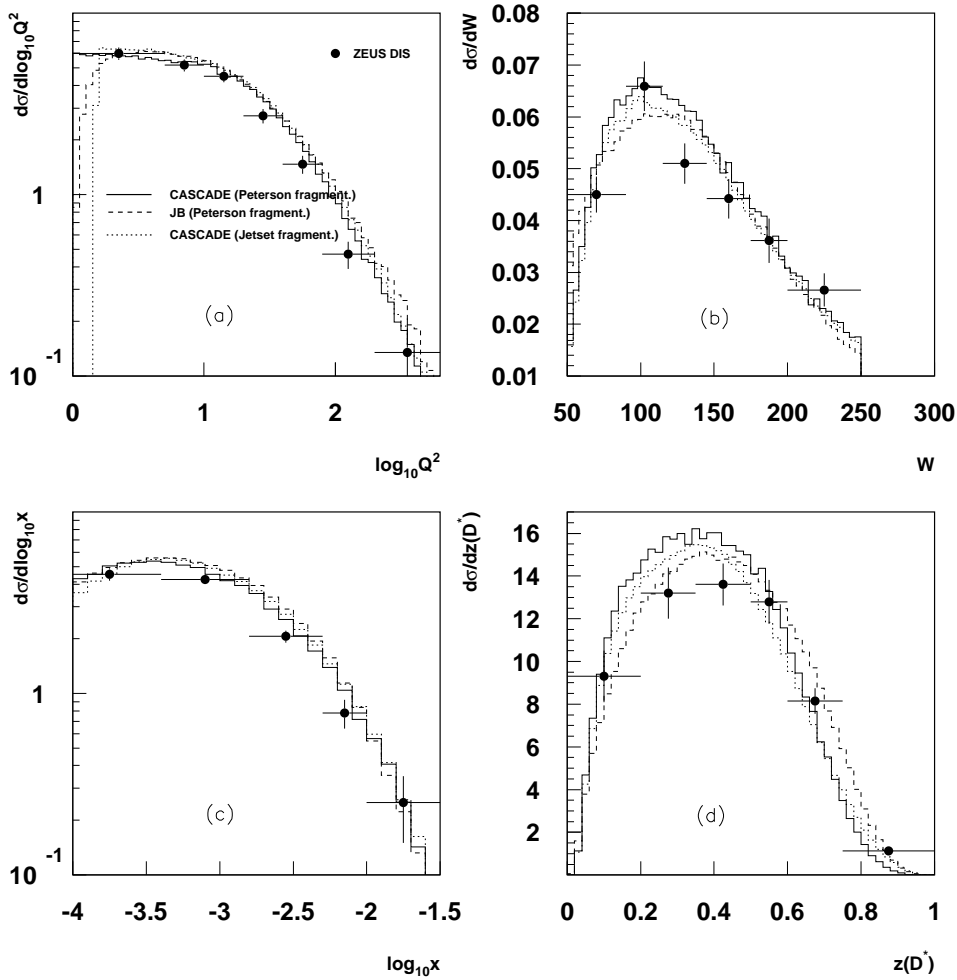 dσ/dlog₁₀Q²
ZEUS DIS
1
CASCADE (Peterson fragment.)
JB (Peterson fragment.)
CASCADE (Jetset fragment.)
(a)
10⁻¹
0 1 2
log₁₀Q²
dσ/dW
0.08
0.07
0.06
0.05
0.04
0.03
0.02
0.01
(b)
50 100 150 200 250 300
W
dσ/dlog₁₀x
1
(c)
10⁻¹
-4 -3.5 -3 -2.5 -2 -1.5
log₁₀x
dσ/dz(D*)
16
14
12
10
8
6
4
2
(d)
0 0.2 0.4 0.6 0.8 1
z(D*)